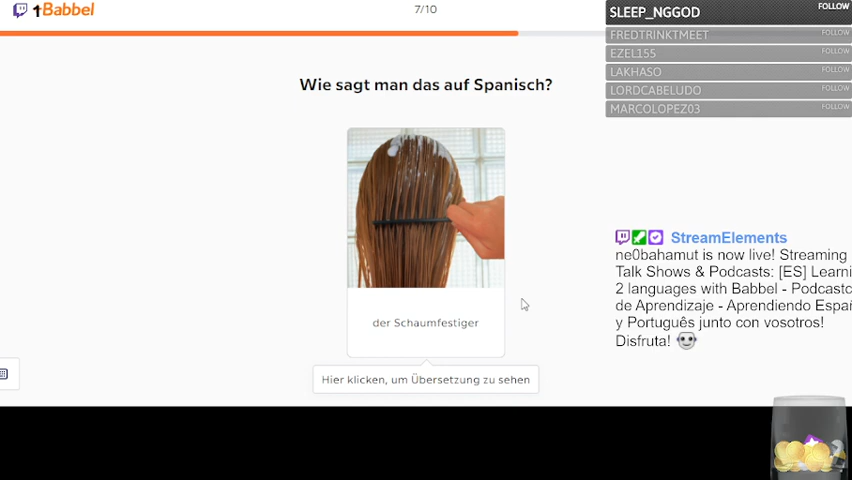 Babbel
7/10
Wie sagt man das auf Spanisch?
der Schaumfestiger
Hier klicken, um Übersetzung zu sehen
SLEEP_NGGOD FOLLOW
FREDTRINKTMEET FOLLOW
EZEL155 FOLLOW
LAKHASO FOLLOW
LORDCABELUDO FOLLOW
MARCOLOPEZ03 FOLLOW
StreamElements
ne0bahamut is now live! Streaming
Talk Shows & Podcasts: [ES] Learni
2 languages with Babbel - Podcastc
de Aprendizaje - Aprendiendo Españ
y Português junto con vosotros!
Disfruta!